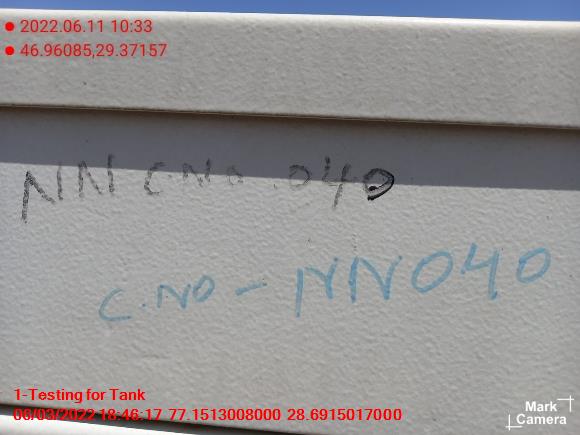 2022.06.11 10:33
46.96085,29.37157
NN C.No.040
C.NO-NN040
1-Testing for Tank
06/03/2022 18:46:17 77.1513008000 28.6915017000
Mark
Camera